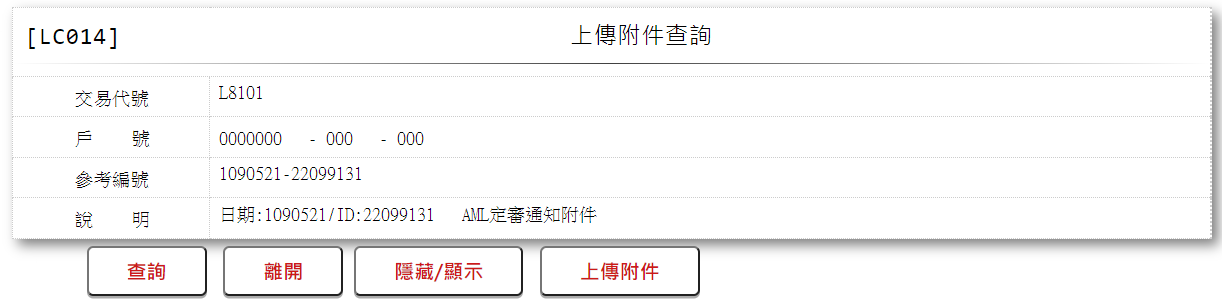 [LC014] 上傳附件查詢
交易代號 L8101
戶 號 0000000 - 000 - 000
參考編號 1090521-22099131
說 明 日期:1090521/ID:22099131 AML定審通知附件
查詢 離開 隱藏/顯示 上傳附件